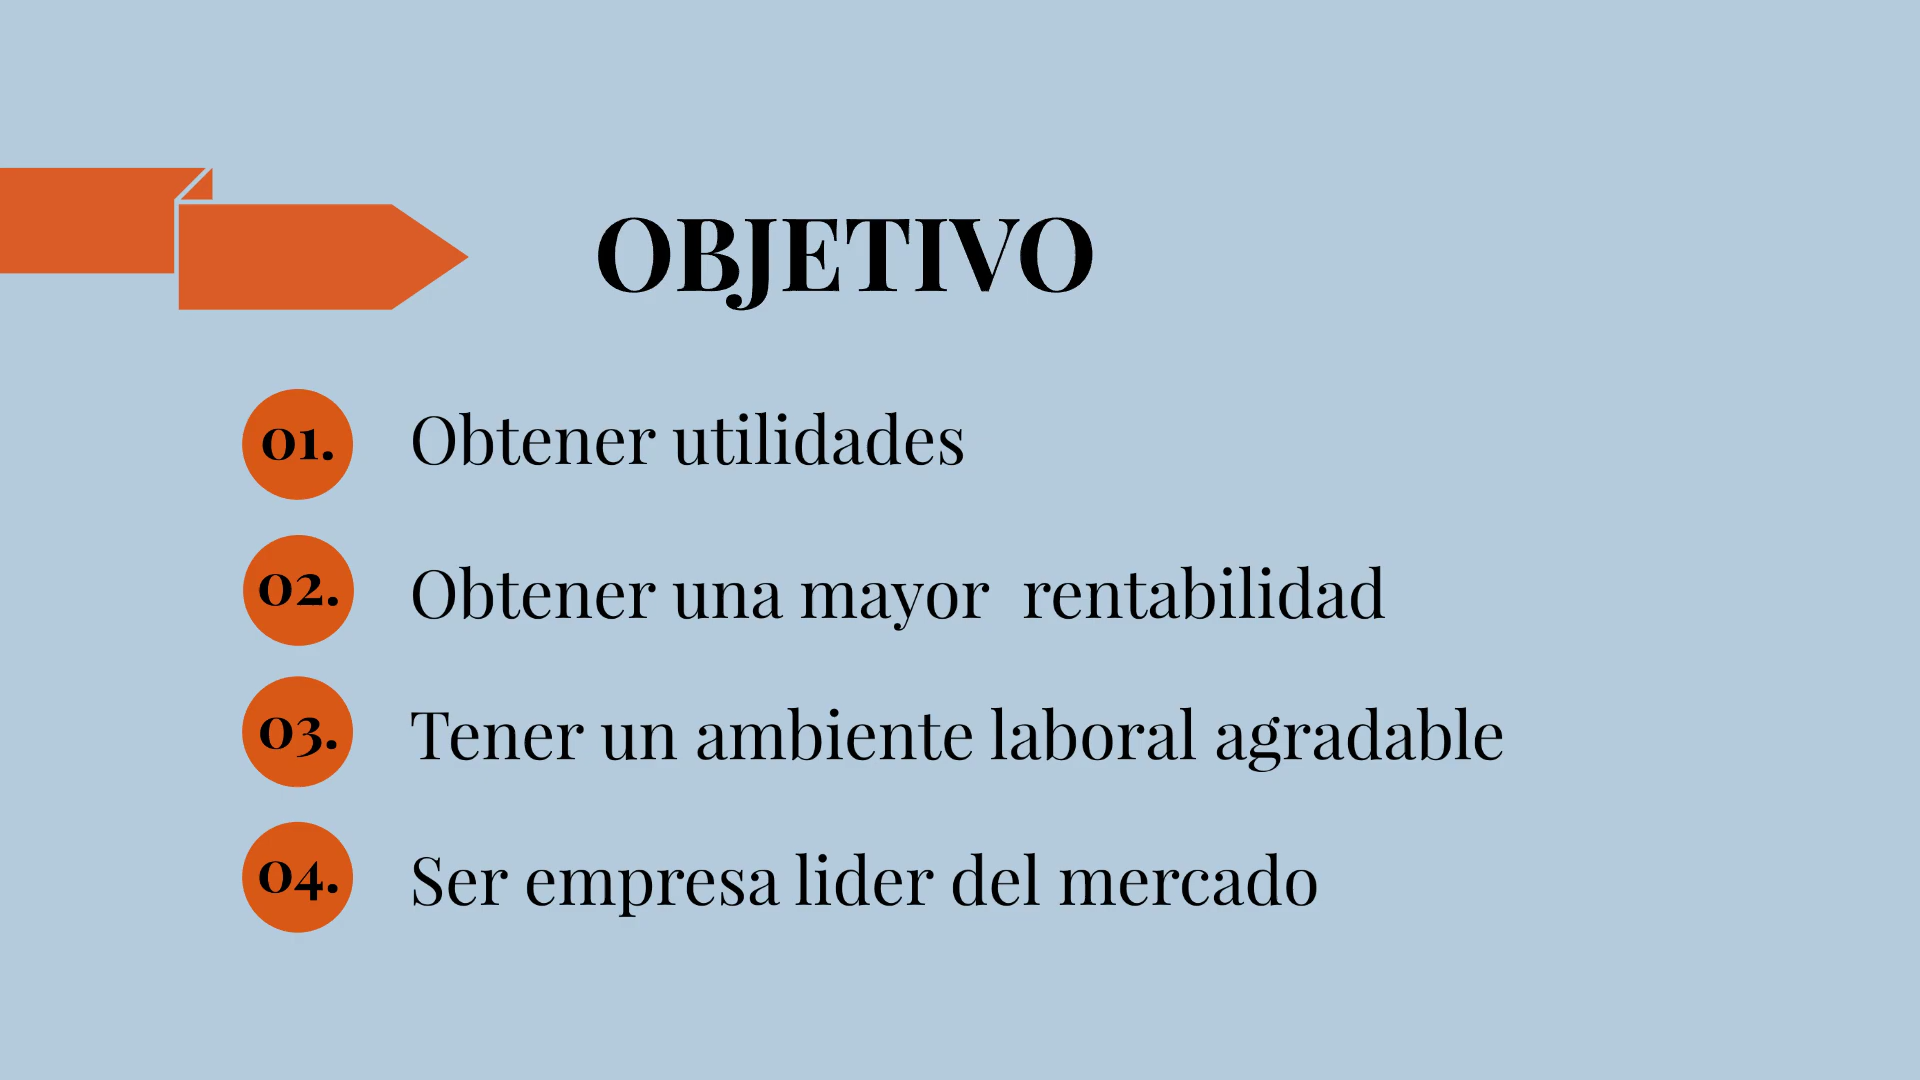 OBJETIVO
01. Obtener utilidades
02. Obtener una mayor  rentabilidad
03. Tener un ambiente laboral agradable
04. Ser empresa lider del mercado